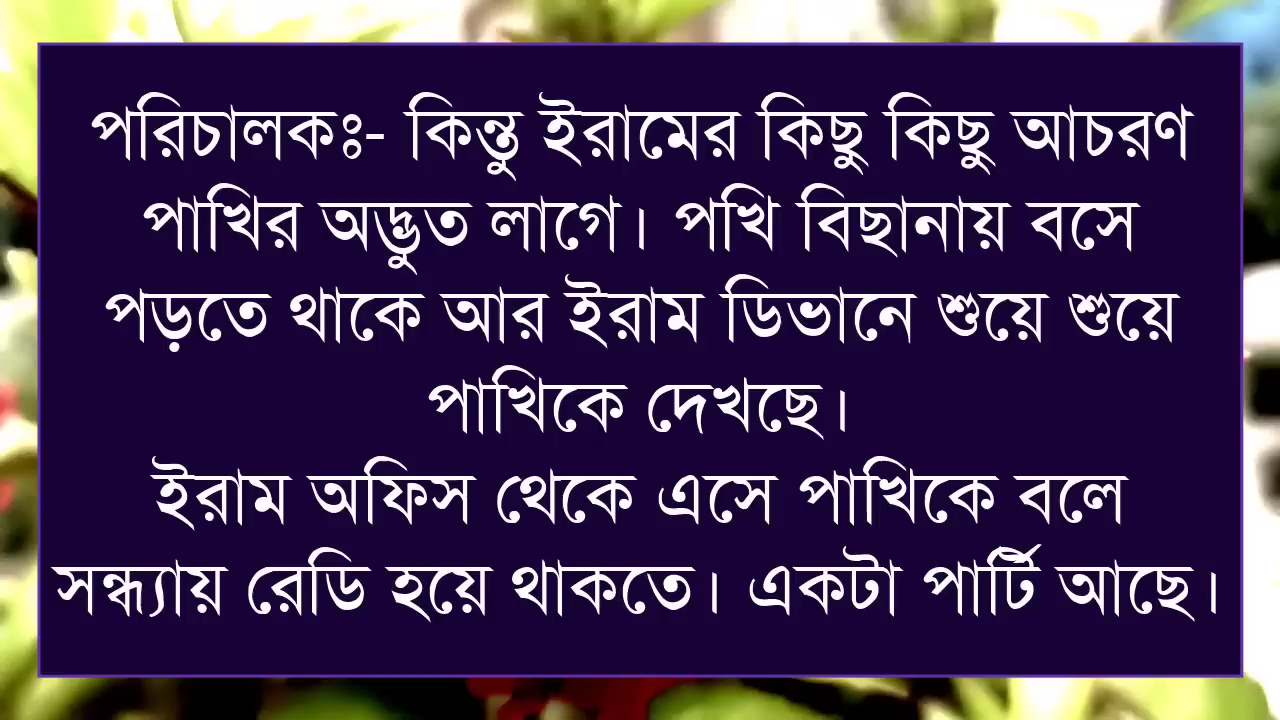 পরিচালকঃ- কিন্তু ইরামের কিছু কিছু আচরণ
পাখির অদ্ভুত লাগে। পখি বিছানায় বসে
পড়তে থাকে আর ইরাম ডিভানে শুয়ে শুয়ে
পাখিকে দেখছে।
ইরাম অফিস থেকে এসে পাখিকে বলে
সন্ধ্যায় রেডি হয়ে থাকতে। একটা পার্টি আছে।